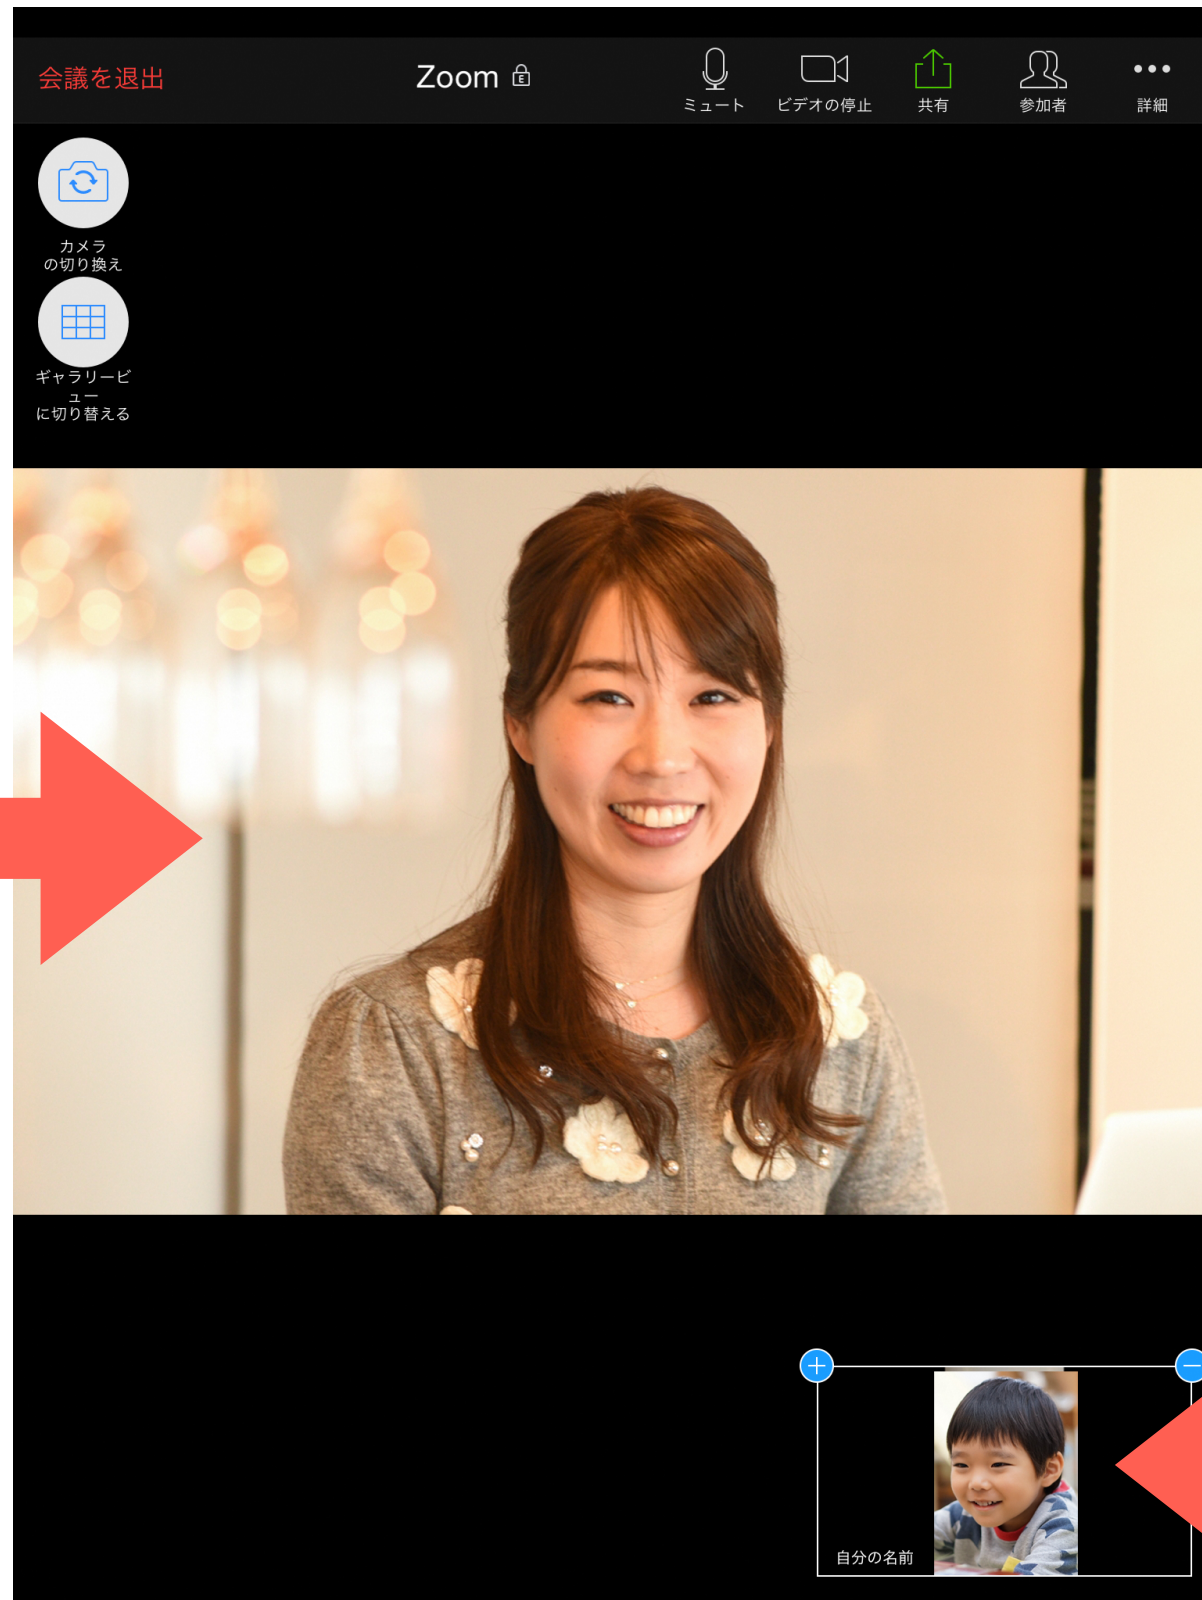 会議を退出
Zoom
ミュート
ビデオの停止
共有
参加者
詳細
カメラ
の切り換え
ギャラリービ
ュー
に切り替える
自分の名前